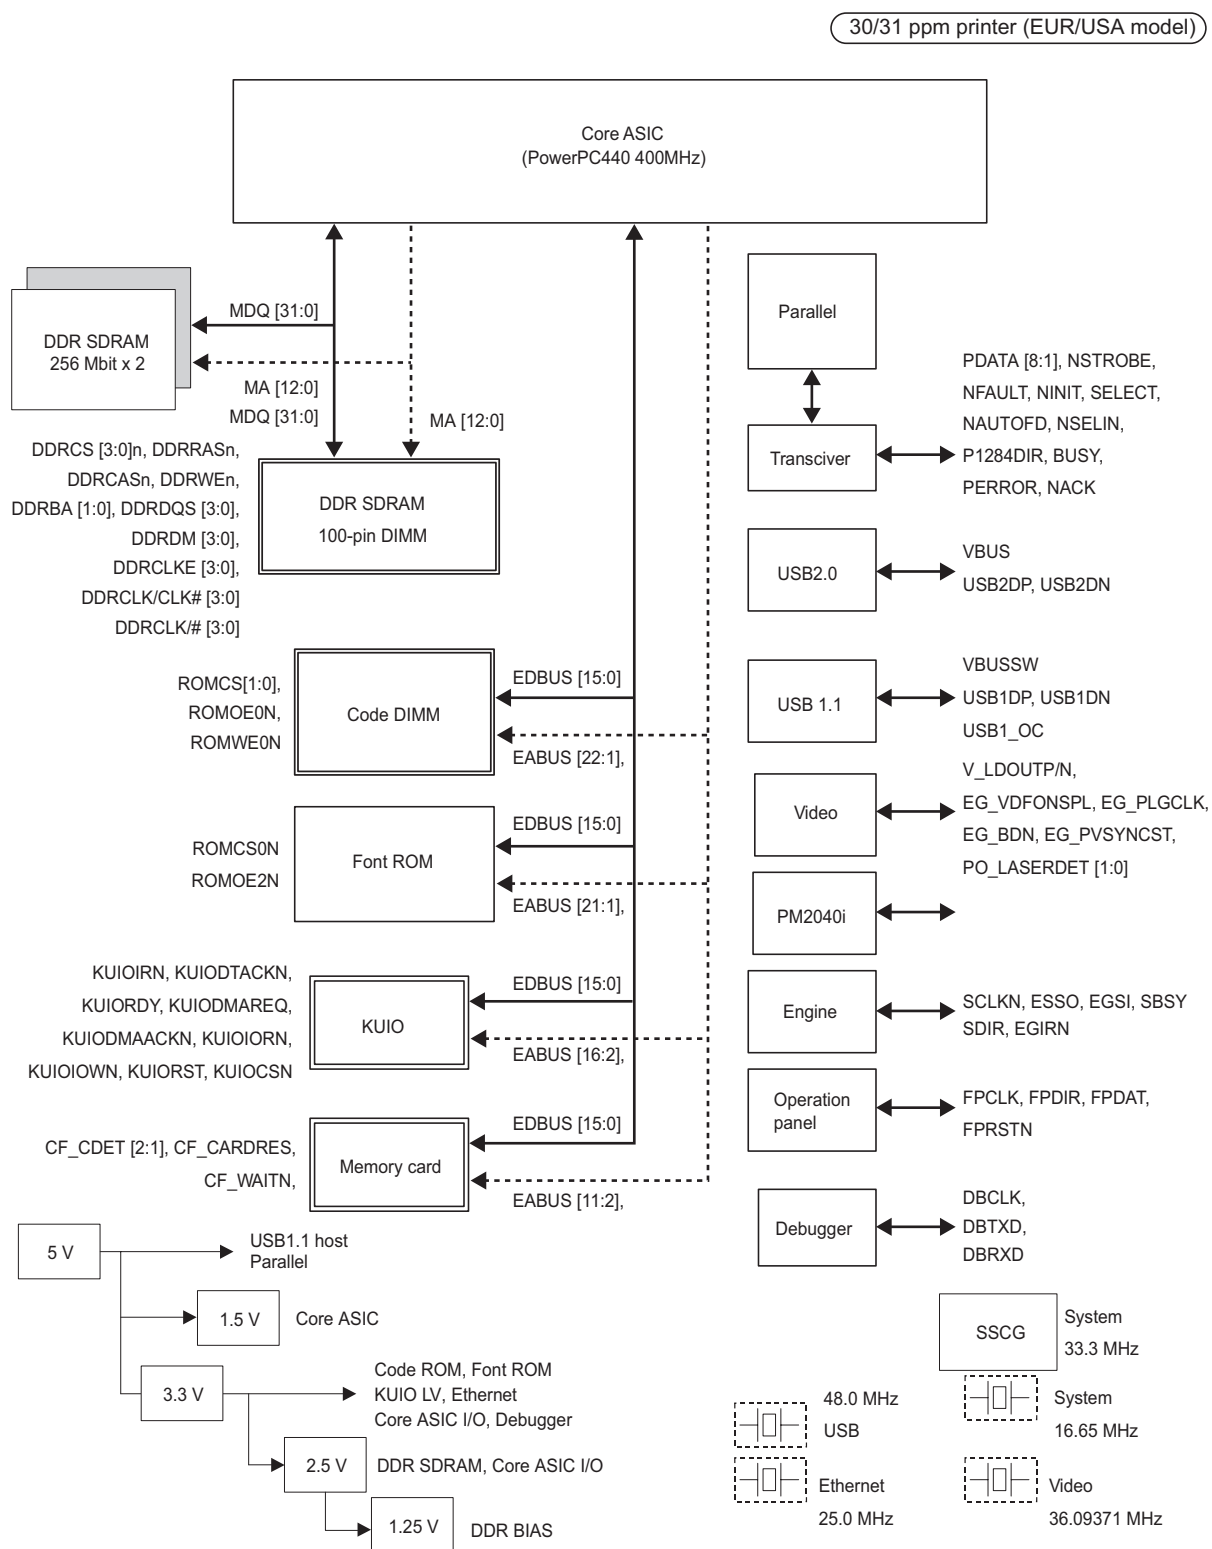 30/31 ppm printer (EUR/USA model)
Core ASIC
(PowerPC440 400MHz)
DDR SDRAM
256 Mbit x 2
MDQ [31:0]
MA [12:0]
MDQ [31:0]
MA [12:0]
DDRCS [3:0]n, DDRRASn,
DDRCASn, DDRWEn,
DDRBA [1:0], DDRDQS [3:0],
DDRDM [3:0],
DDRCLKE [3:0],
DDRCLK/CLK# [3:0]
DDRCLK/# [3:0]
DDR SDRAM
100-pin DIMM
ROMCS[1:0],
ROMOE0N,
ROMWE0N
Code DIMM
EDBUS [15:0]
EABUS [22:1],
ROMCS0N
ROMOE2N
Font ROM
EDBUS [15:0]
EABUS [21:1],
KUIOIRN, KUIODTACKN,
KUIORDY, KUIODMAREQ,
KUIODMAACKN, KUIOIORN,
KUIOIOWN, KUIORST, KUIOCSN
KUIO
EDBUS [15:0]
EABUS [16:2],
CF_CDET [2:1], CF_CARDRES,
CF_WAITN,
Memory card
EDBUS [15:0]
EABUS [11:2],
Parallel
Transciver
PDATA [8:1], NSTROBE,
NFAULT, NINIT, SELECT,
NAUTOFD, NSELIN,
P1284DIR, BUSY,
PERROR, NACK
USB2.0
VBUS
USB2DP, USB2DN
USB 1.1
VBUSSW
USB1DP, USB1DN
USB1_OC
Video
V_LDOUTP/N,
EG_VDFONSPL, EG_PLGCLK,
EG_BDN, EG_PVSYNCST,
PO_LASERDET [1:0]
PM2040i
Engine
SCLKN, ESSO, EGSI, SBSY
SDIR, EGIRN
Operation
panel
FPCLK, FPDIR, FPDAT,
FPRSTN
Debugger
DBCLK,
DBTXD,
DBRXD
5 V
USB1.1 host
Parallel
1.5 V
Core ASIC
3.3 V
Code ROM, Font ROM
KUIO LV, Ethernet
Core ASIC I/O, Debugger
2.5 V
DDR SDRAM, Core ASIC I/O
1.25 V
DDR BIAS
SSCG
System
33.3 MHz
48.0 MHz
USB
System
16.65 MHz
Ethernet
25.0 MHz
Video
36.09371 MHz